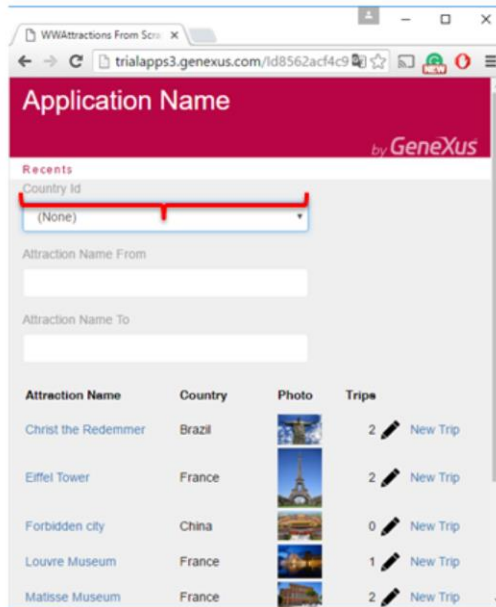 WWAttractions From Scra
trialapps3.genexus.com/Id8562acf4c9
NEW
Application Name
by GeneXus
Recents
Country Id
(None)
Attraction Name From
Attraction Name To
Attraction Name Country Photo Trips
Christ the Redemmer Brazil 2 New Trip
Eiffel Tower France 2 New Trip
Forbidden city China 0 New Trip
Louvre Museum France 1 New Trip
Matisse Museum France 2 New Trip